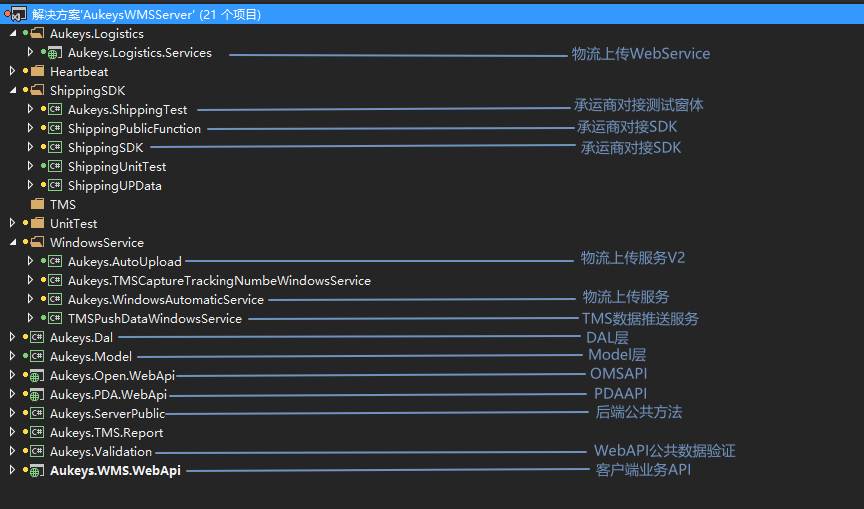 解决方案'AukeysWMSServer' (21 个项目)
Aukeys.Logistics
Aukeys.Logistics.Services 物流上传WebService
Heartbeat
ShippingSDK
Aukeys.ShippingTest 承运商对接测试窗体
ShippingPublicFunction 承运商对接SDK
ShippingSDK 承运商对接SDK
ShippingUnitTest
ShippingUPData
TMS
UnitTest
WindowsService
Aukeys.AutoUpload 物流上传服务V2
Aukeys.TMSCaptureTrackingNumbeWindowsService
Aukeys.WindowsAutomaticService 物流上传服务
TMSPushDataWindowsService TMS数据推送服务
Aukeys.Dal DAL层
Aukeys.Model Model层
Aukeys.Open.WebApi OMSAPI
Aukeys.PDA.WebApi PDAAPI
Aukeys.ServerPublic 后端公共方法
Aukeys.TMS.Report
Aukeys.Validation WebAPI公共数据验证
Aukeys.WMS.WebApi 客户端业务API